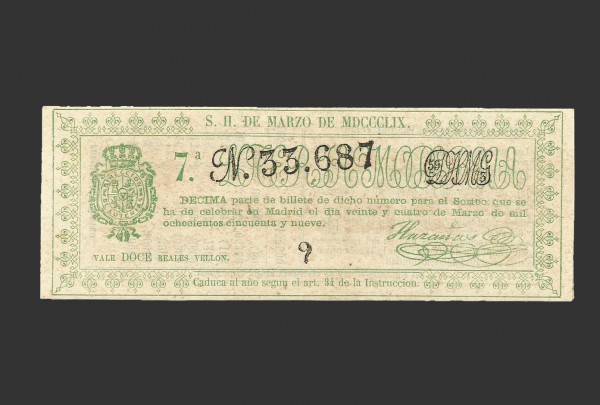 S. II. DE MARZO DE MDCCCLIX.
7.ª N. 33.687
DECIMA parte de billete de dicho número para el Sorteo que se
ha de celebrar en Madrid el dia veinte y cuatro de Marzo de mil
ochocientos cincuenta y nueve.
VALE DOCE REALES VELLON.
9
Caduca al año segun el art. 34 de la Instruccion.